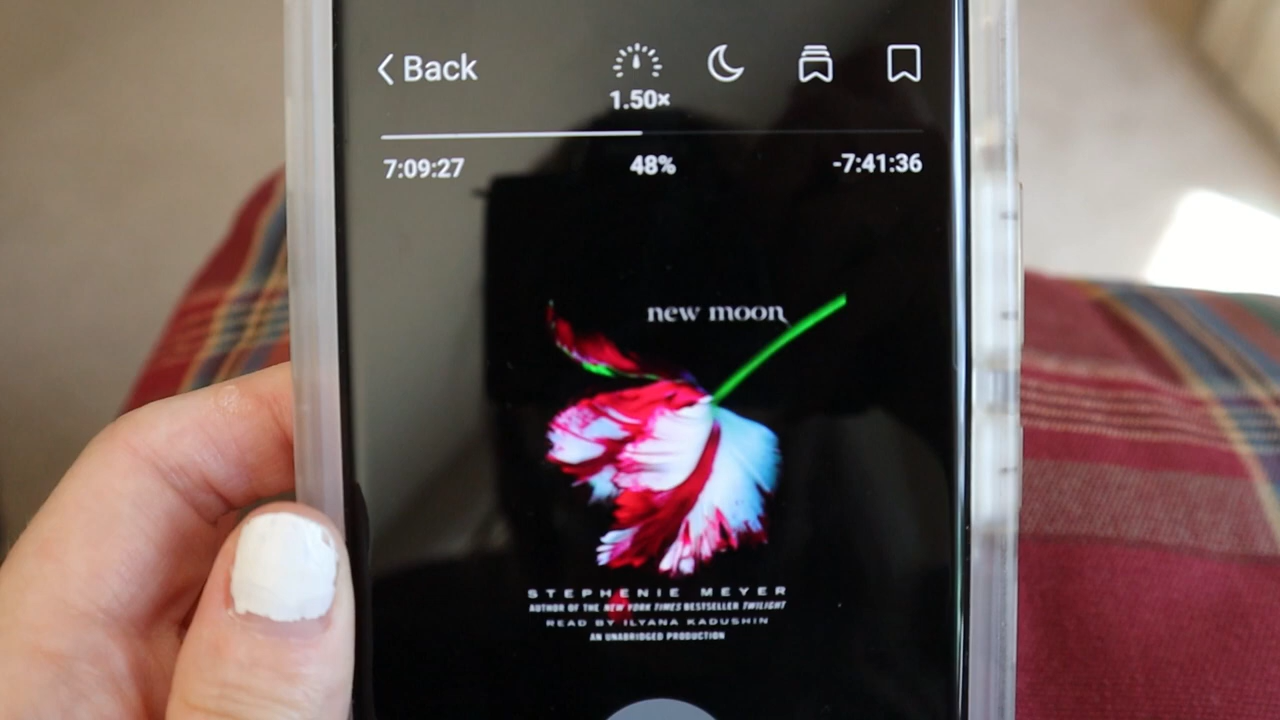 Back
1.50×
7:09:27 48% -7:41:36
new moon
STEPHENIE MEYER
AUTHOR OF THE NEW YORK TIMES BESTSELLER TWILIGHT
READ BY ILYANA KADUSHIN
AN UNABRIDGED PRODUCTION